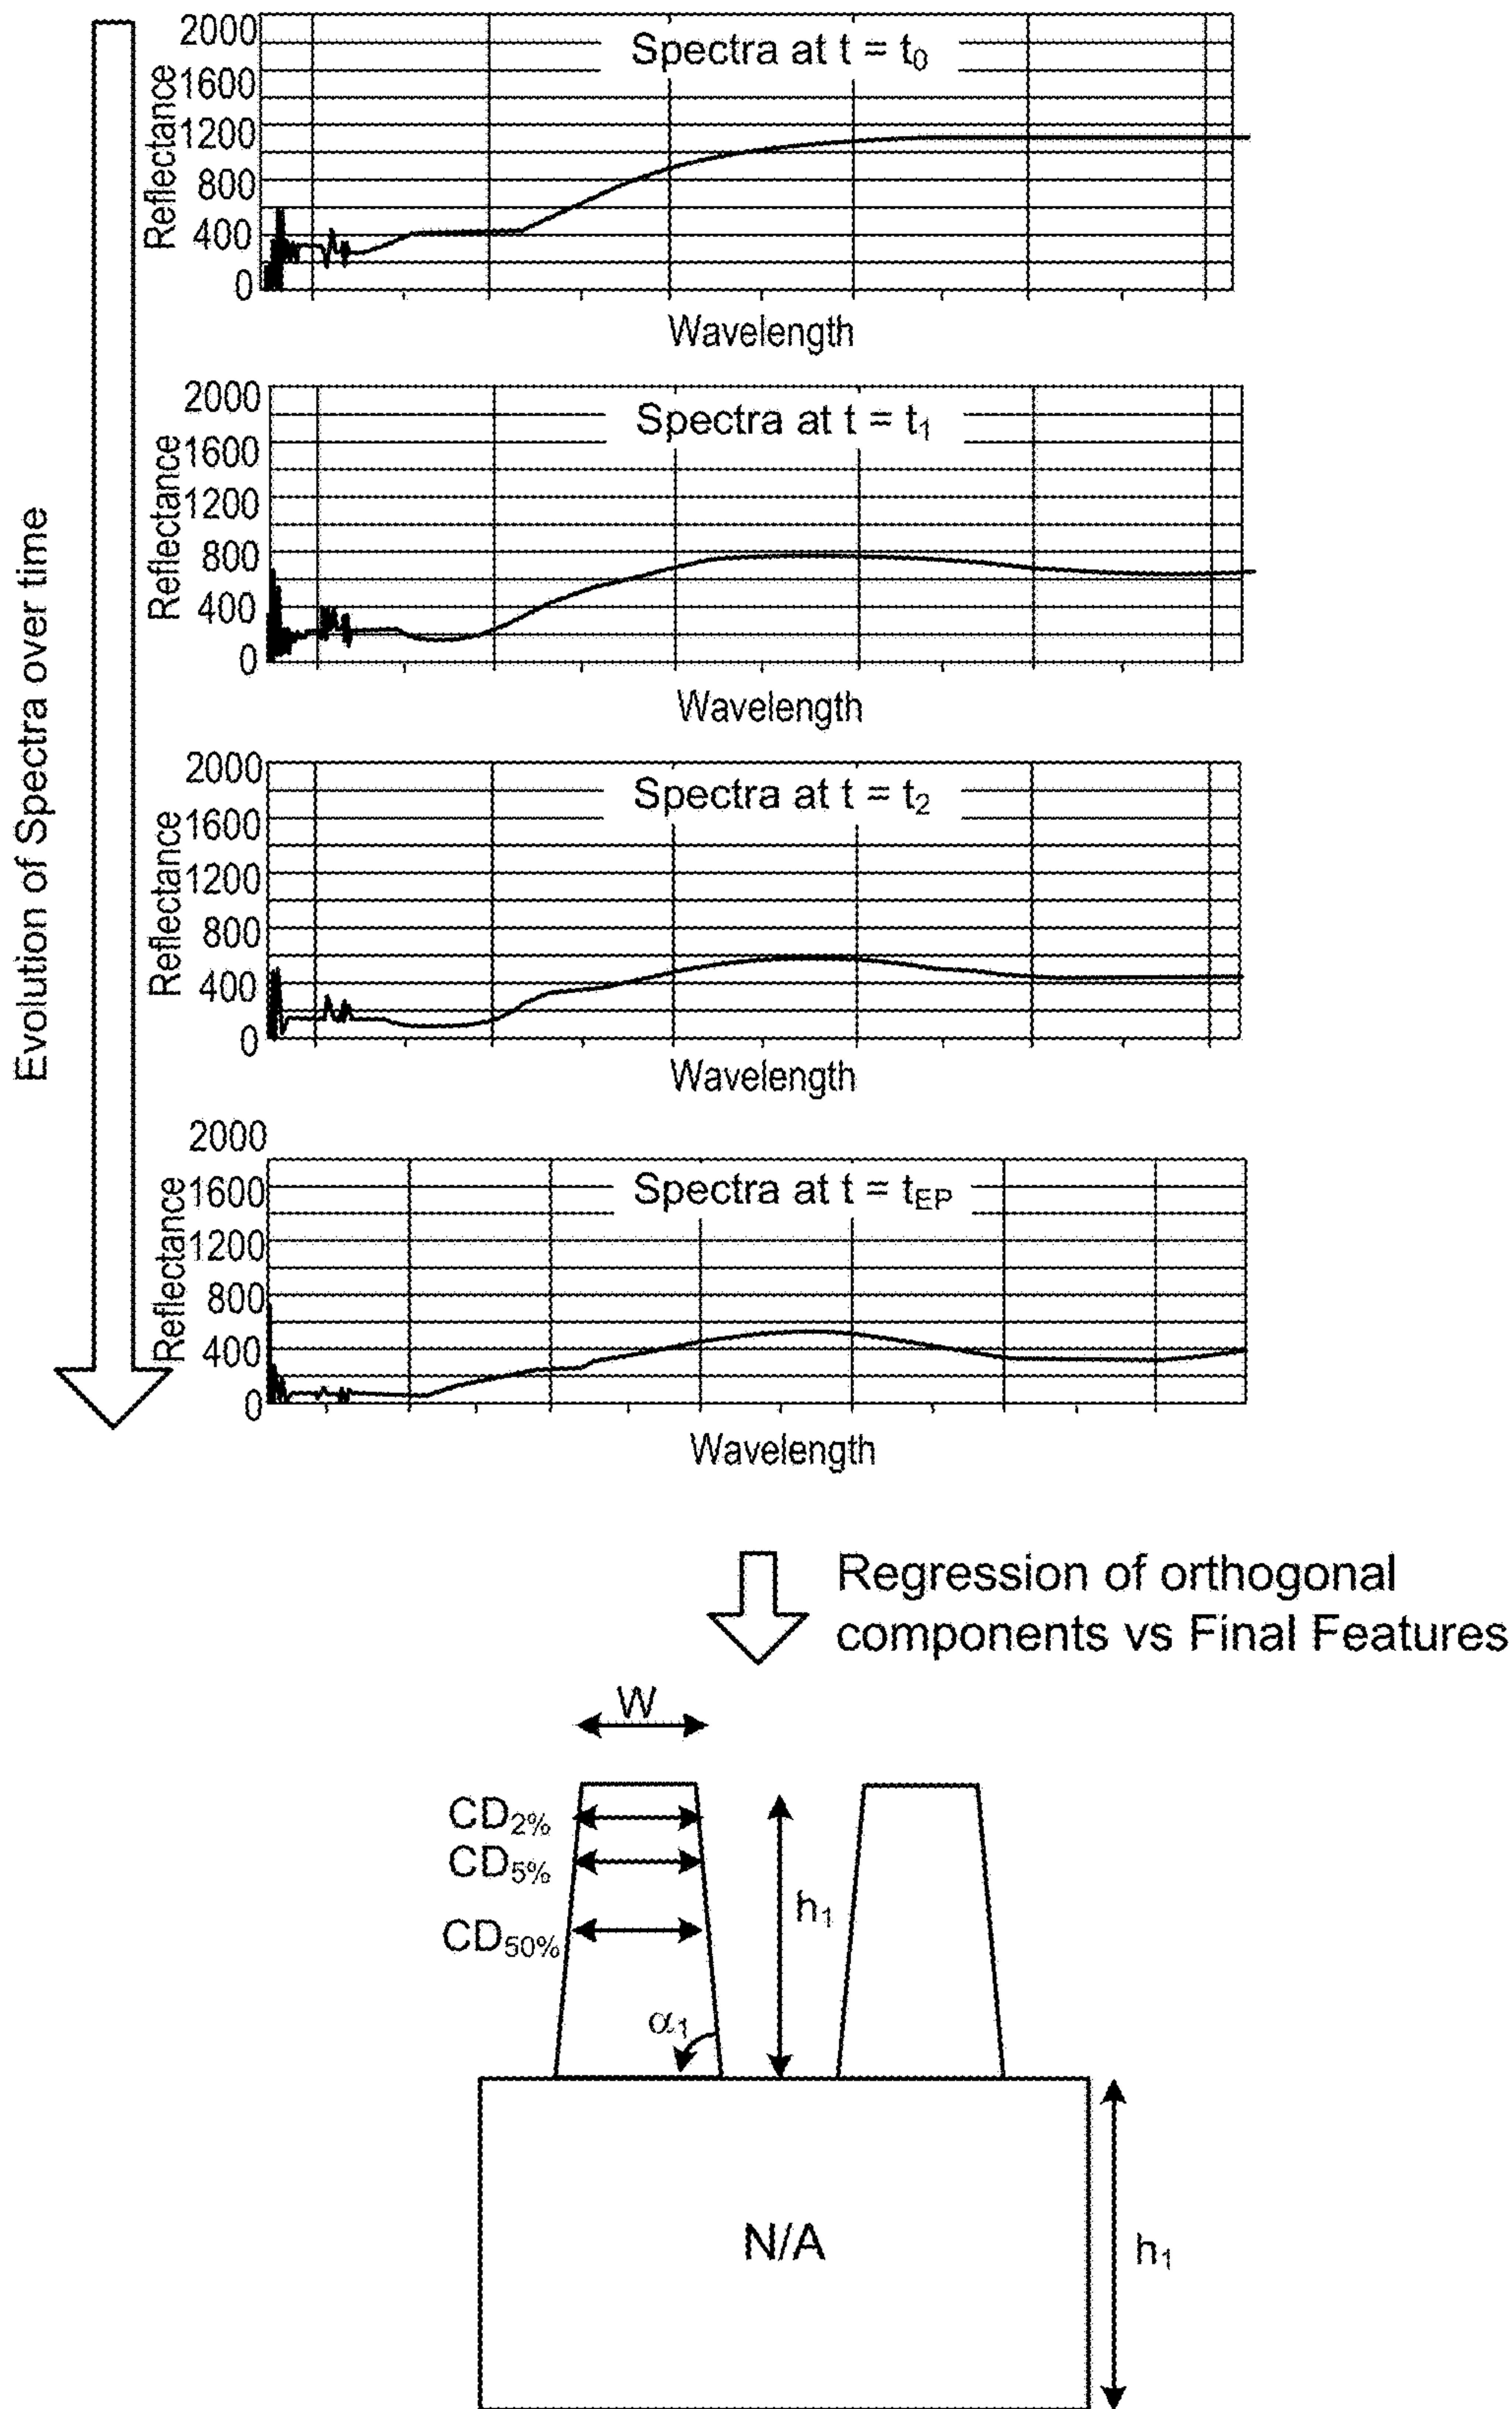 Evolution of Spectra over time
Spectra at t = t0
Reflectance
2000
1600
1200
800
400
0
Wavelength
Spectra at t = t1
Reflectance
2000
1600
1200
800
400
0
Wavelength
Spectra at t = t2
Reflectance
2000
1600
1200
800
400
0
Wavelength
Spectra at t = tEP
Reflectance
2000
1600
1200
800
400
0
Wavelength
Regression of orthogonal
components vs Final Features
W
CD2%
CD5%
CD50%
h1
α1
N/A
h1